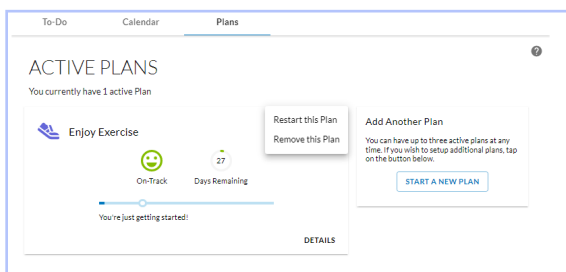 To-Do
Calendar
Plans
?
ACTIVE PLANS
You currently have 1 active Plan
Enjoy Exercise
On-Track
27
Days Remaining
You're just getting started!
DETAILS
Restart this Plan
Remove this Plan
Add Another Plan
You can have up to three active plans at any
time. If you wish to setup additional plans, tap
on the button below.
START A NEW PLAN